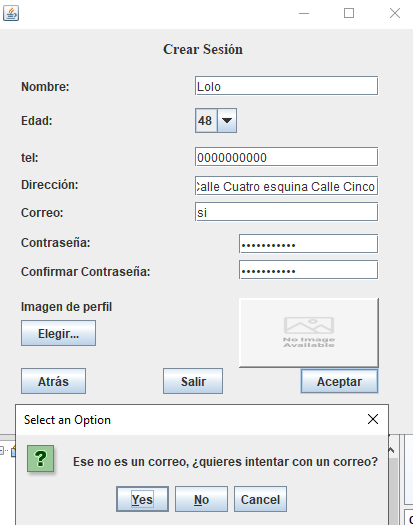 Crear Sesión
Nombre: Lolo
Edad: 48
tel: 0000000000
Dirección: Calle Cuatro esquina Calle Cinco
Correo: si
Contraseña: •••••••••••
Confirmar Contraseña: •••••••••••
Imagen de perfil
Elegir...
No Image
Available
Atrás Salir Aceptar
Select an Option
Ese no es un correo, ¿quieres intentar con un correo?
Yes No Cancel